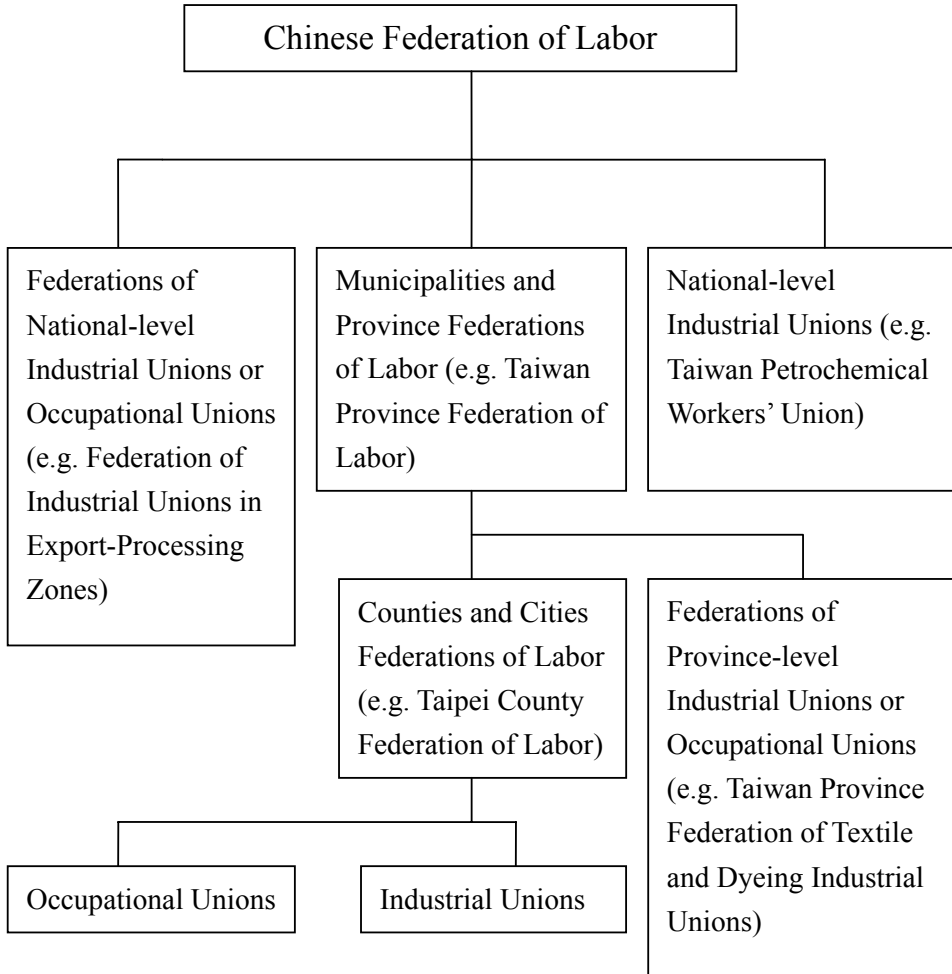 Chinese Federation of Labor
Federations of
National-level
Industrial Unions or
Occupational Unions
(e.g. Federation of
Industrial Unions in
Export-Processing
Zones)
Municipalities and
Province Federations
of Labor (e.g. Taiwan
Province Federation of
Labor)
National-level
Industrial Unions (e.g.
Taiwan Petrochemical
Workers’ Union)
Counties and Cities
Federations of Labor
(e.g. Taipei County
Federation of Labor)
Federations of
Province-level
Industrial Unions or
Occupational Unions
(e.g. Taiwan Province
Federation of Textile
and Dyeing Industrial
Unions)
Occupational Unions
Industrial Unions